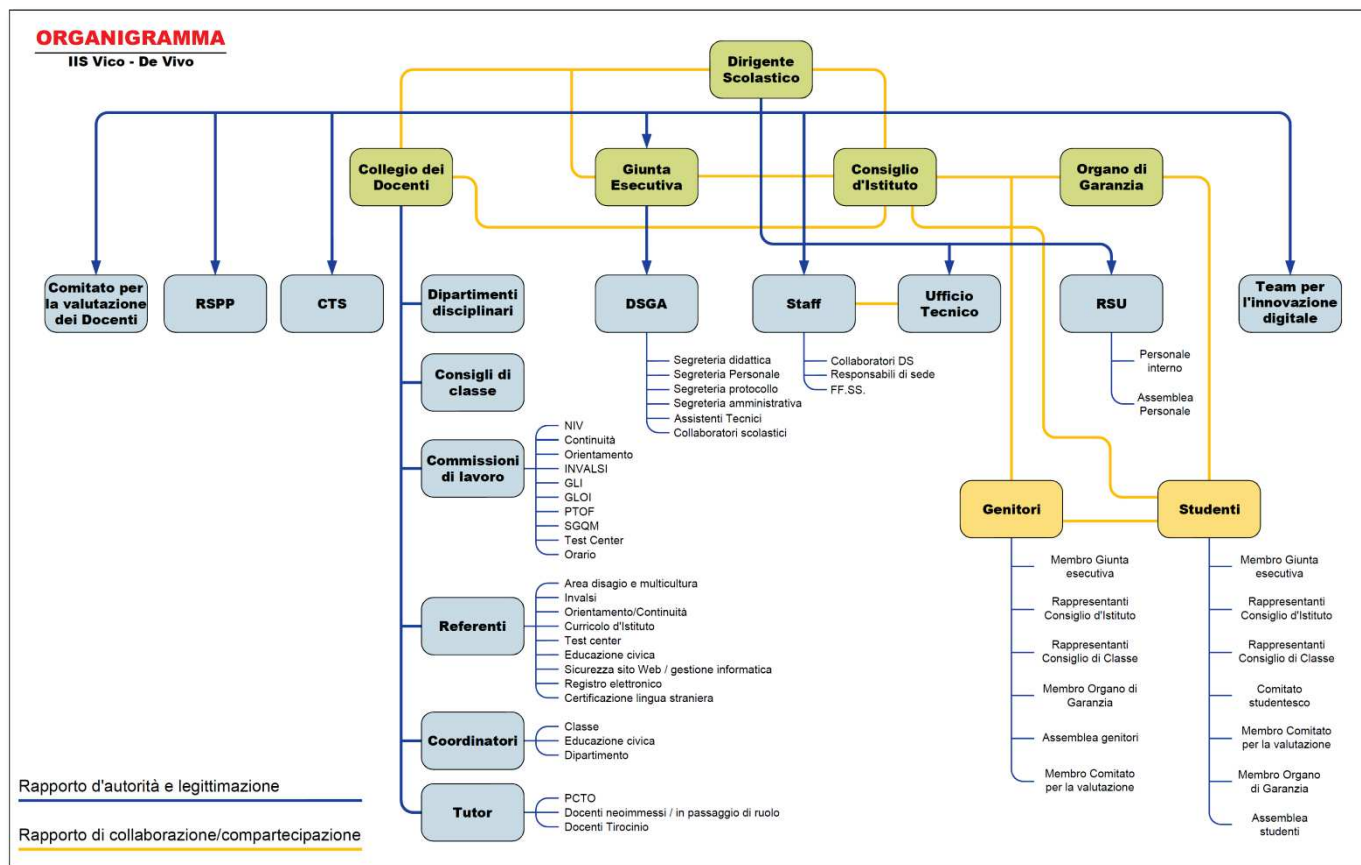 ORGANIGRAMMA
IIS Vico - De Vivo
Dirigente
Scolastico
Collegio dei
Docenti
Giunta
Esecutiva
Consiglio
d'Istituto
Organo di
Garanzia
Comitato per
la valutazione
dei Docenti
RSPP
CTS
Dipartimenti
disciplinari
DSGA
Staff
Ufficio
Tecnico
RSU
Team per
l'innovazione
digitale
Segreteria didattica
Segreteria Personale
Segreteria protocollo
Segreteria amministrativa
Assistenti Tecnici
Collaboratori scolastici
Collaboratori DS
Responsabili di sede
FF.SS.
Personale
interno
Assemblea
Personale
Consigli di
classe
Commissioni
di lavoro
NIV
Continuità
Orientamento
INVALSI
GLI
GLOI
PTOF
SGQM
Test Center
Orario
Genitori
Studenti
Membro Giunta
esecutiva
Rappresentanti
Consiglio d'Istituto
Rappresentanti
Consiglio di Classe
Membro Organo di
Garanzia
Assemblea genitori
Membro Comitato
per la valutazione
Membro Giunta
esecutiva
Rappresentanti
Consiglio d'Istituto
Rappresentanti
Consiglio di Classe
Comitato
studentesco
Membro Comitato
per la valutazione
Membro Organo
di Garanzia
Assemblea
studenti
Referenti
Area disagio e multicultura
Invalsi
Orientamento/Continuità
Curricolo d'Istituto
Test center
Educazione civica
Sicurezza sito Web / gestione informatica
Registro elettronico
Certificazione lingua straniera
Coordinatori
Classe
Educazione civica
Dipartimento
Tutor
PCTO
Docenti neoimmessi / in passaggio di ruolo
Docenti Tirocinio
Rapporto d'autorità e legittimazione
Rapporto di collaborazione/compartecipazione